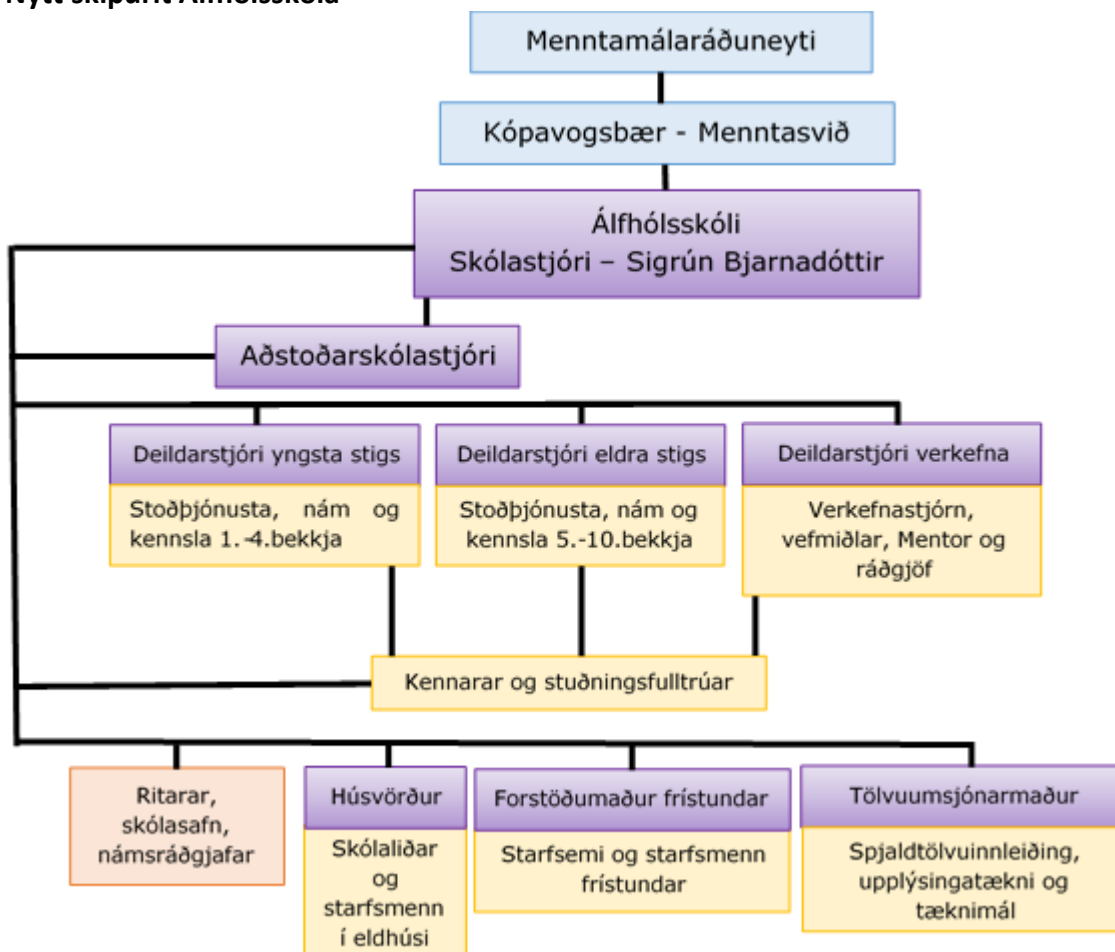 Nýtt skipurit Álfhólsskóla
Menntamálaráðuneyti
Kópavogsbær - Menntasvið
Álfhólsskóli
Skólastjóri – Sigrún Bjarnadóttir
Aðstoðarskólastjóri
Deildarstjóri yngsta stigs
Stoðþjónusta, nám og
kennsla 1.-4.bekkja
Deildarstjóri eldra stigs
Stoðþjónusta, nám og
kennsla 5.-10.bekkja
Deildarstjóri verkefna
Verkefnastjórn,
vefmiðlar, Mentor og
ráðgjöf
Kennarar og stuðningsfulltrúar
Ritarar,
skólasafn,
námsráðgjafar
Húsvörður
Skólaliðar
og
starfsmenn
í eldhúsi
Forstöðumaður frístundar
Starfsemi og starfsmenn
frístundar
Tölvuumsjónarmaður
Spjaldtölvuinnleiðing,
upplýsingatækni og
tæknimál